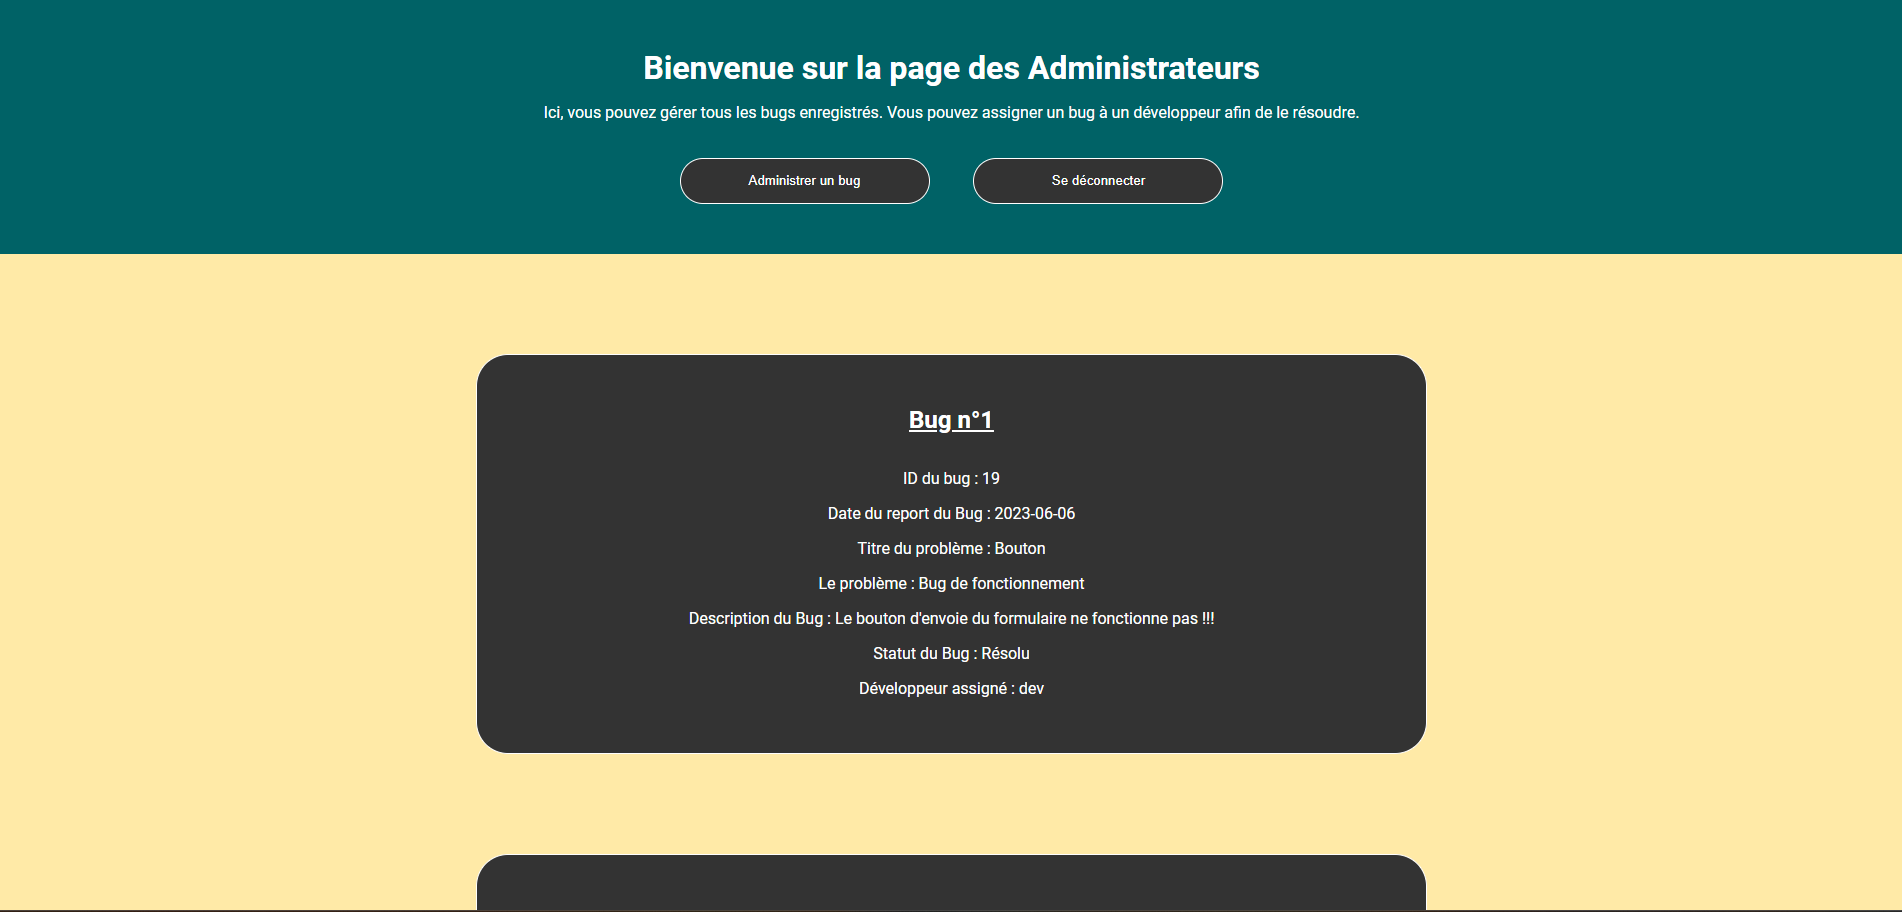 Bienvenue sur la page des Administrateurs
Ici, vous pouvez gérer tous les bugs enregistrés. Vous pouvez assigner un bug à un développeur afin de le résoudre.
Administrer un bug
Se déconnecter
Bug n°1
ID du bug : 19
Date du report du Bug : 2023-06-06
Titre du problème : Bouton
Le problème : Bug de fonctionnement
Description du Bug : Le bouton d'envoie du formulaire ne fonctionne pas !!!
Statut du Bug : Résolu
Développeur assigné : dev